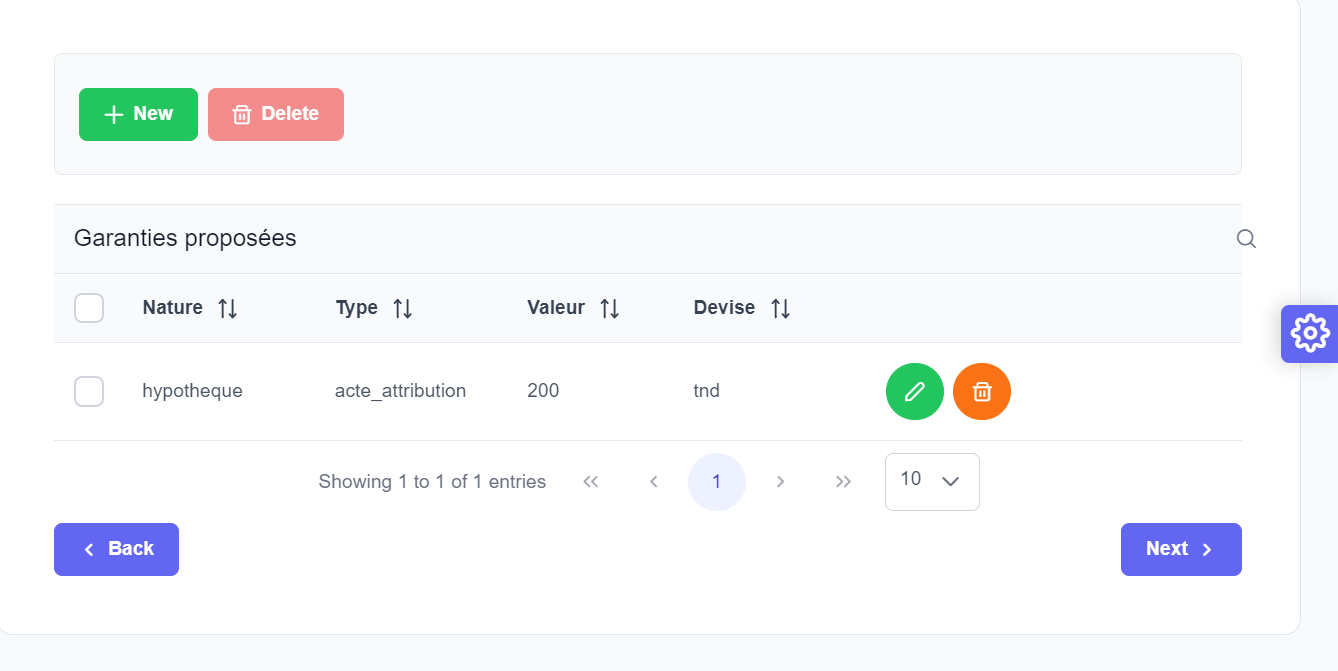 New Delete
Garanties proposées
Nature Type Valeur Devise
hypotheque acte_attribution 200 tnd
Showing 1 to 1 of 1 entries 1 10
Back Next